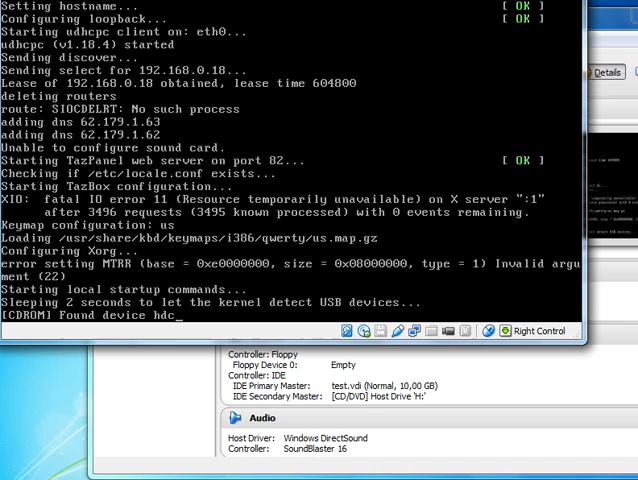 Setting hostname... [ OK ]
Configuring loopback... [ OK ]
Starting udhcpc client on: eth0...
udhcpc (v1.18.4) started
Sending discover...
Sending select for 192.168.0.18...
Lease of 192.168.0.18 obtained, lease time 604800
deleting routers
route: SIOCDELRT: No such process
adding dns 62.179.1.63
adding dns 62.179.1.62
Unable to configure sound card.
Starting TazPanel web server on port 82... [ OK ]
Checking if /etc/locale.conf exists...
Starting TazBox configuration...
XIO:  fatal IO error 11 (Resource temporarily unavailable) on X server ":1"
      after 3496 requests (3495 known processed) with 0 events remaining.
Keymap configuration: us
Loading /usr/share/kbd/keymaps/i386/qwerty/us.map.gz
Configuring Xorg...
error setting MTRR (base = 0xe0000000, size = 0x08000000, type = 1) Invalid argu
ment (22)
Starting local startup commands...
Sleeping 2 seconds to let the kernel detect USB devices...
[CDROM] Found device hdc_
Right Control
Details
Controller: Floppy
Floppy Device 0: Empty
Controller: IDE
IDE Primary Master: test.vdi (Normal, 10,00 GB)
IDE Secondary Master: [CD/DVD] Host Drive 'H:'
Audio
Host Driver: Windows DirectSound
Controller: SoundBlaster 16